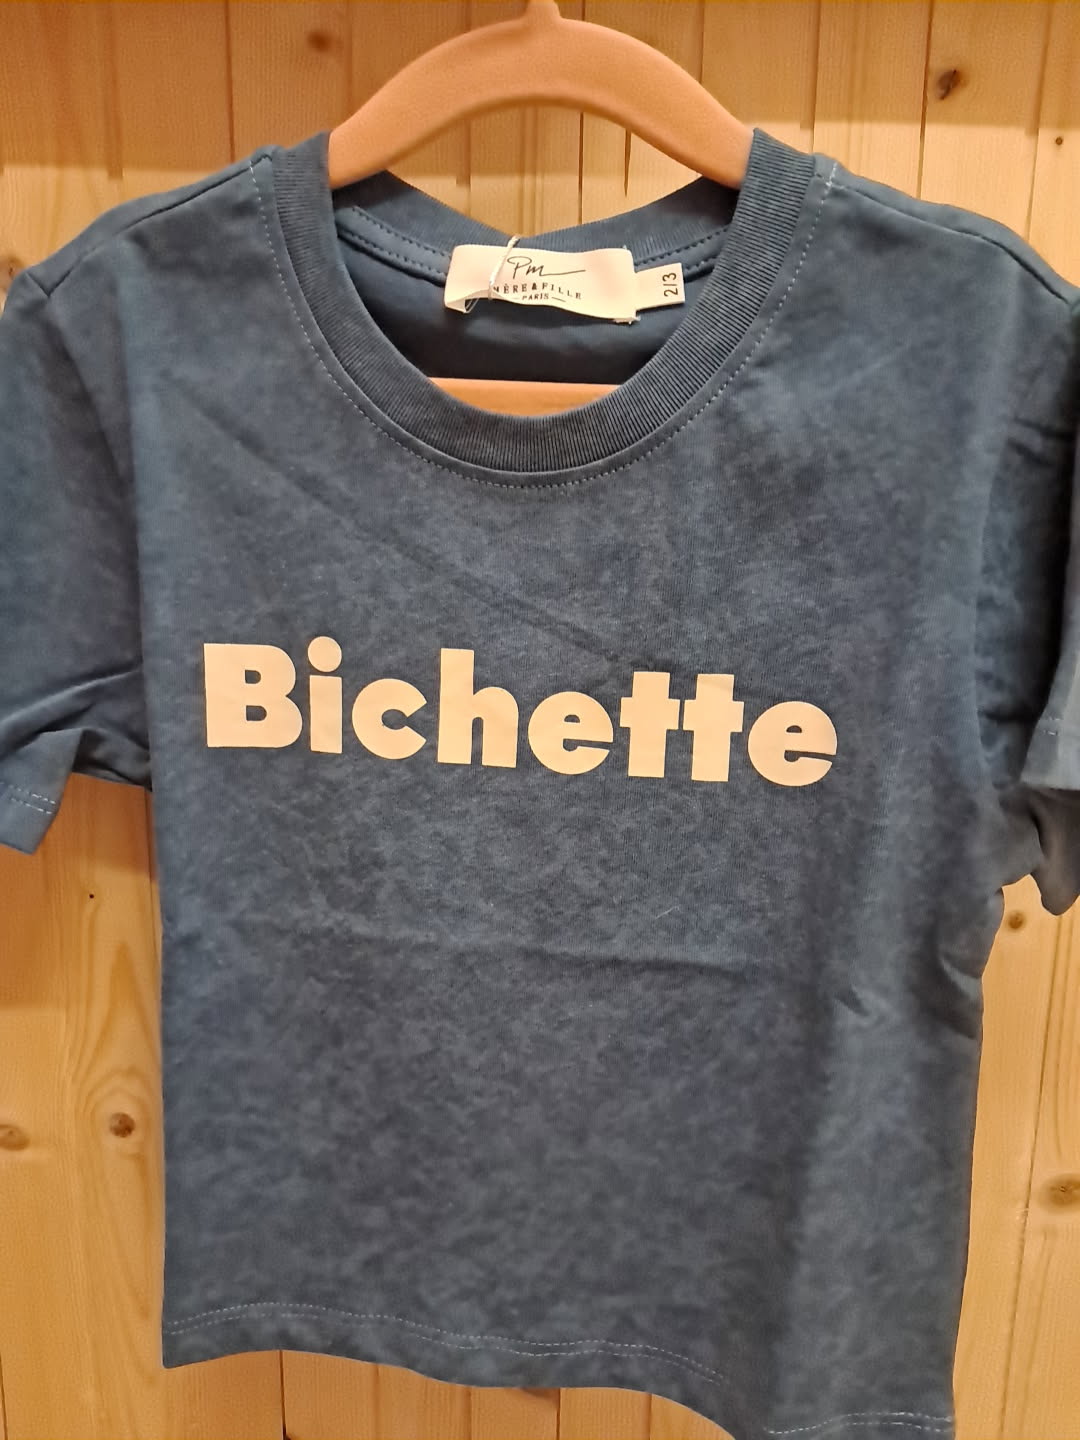 Pm
MÈRE & FILLE
PARIS
2/3
Bichette